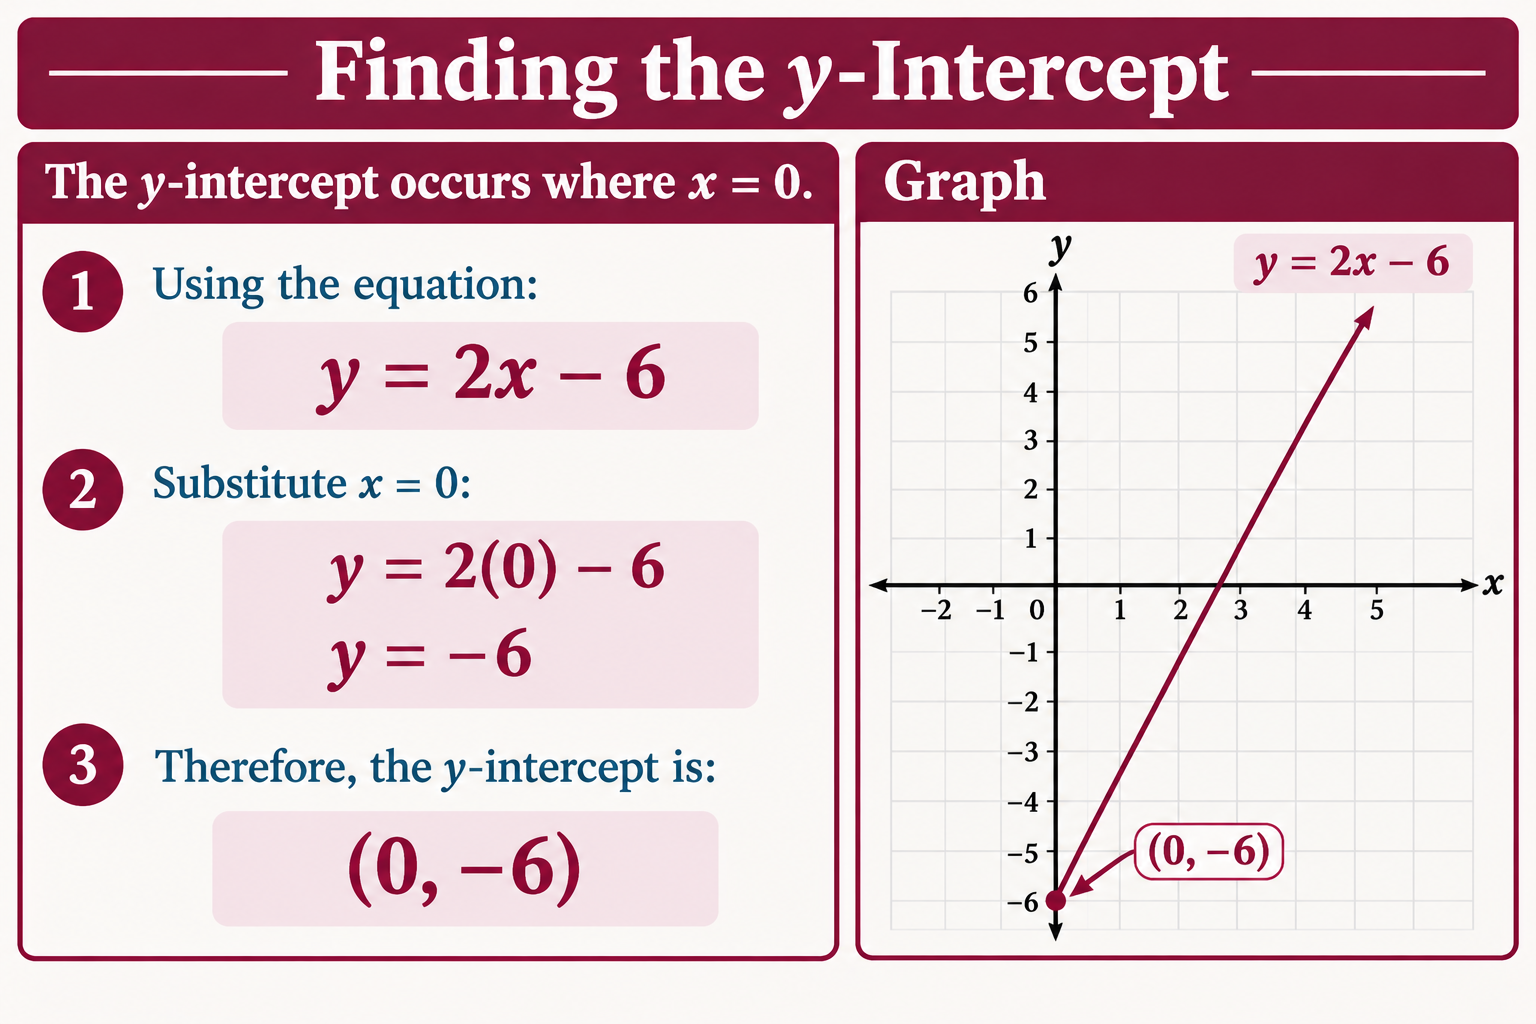 Finding the y-Intercept
The y-intercept occurs where x = 0.
1 Using the equation:
y = 2x − 6
2 Substitute x = 0:
y = 2(0) − 6
y = −6
3 Therefore, the y-intercept is:
(0, −6)
Graph
y
y = 2x − 6
6
5
4
3
2
1
x
−2 −1 0 1 2 3 4 5
−1
−2
−3
−4
−5
(0, −6)
−6